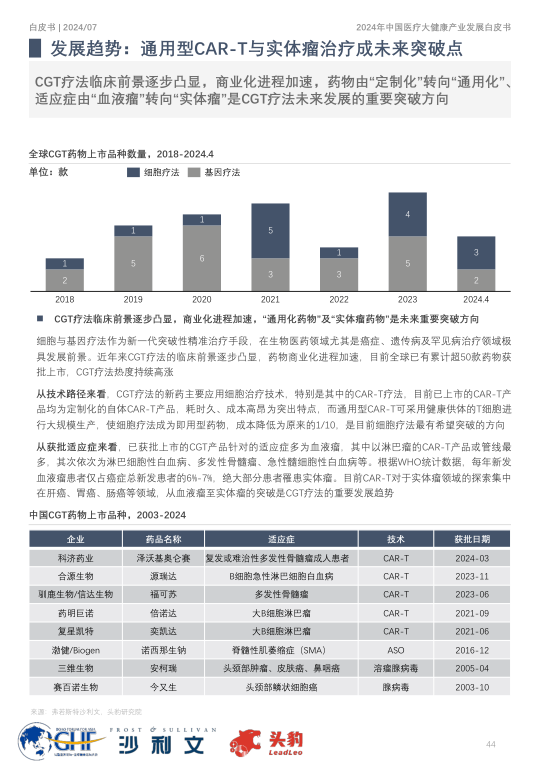 白皮书 | 2024/07
2024年中国医疗大健康产业发展白皮书
发展趋势：通用型CAR-T与实体瘤治疗成未来突破点
CGT疗法临床前景逐步凸显，商业化进程加速，药物由“定制化”转向“通用化”、
适应症由“血液瘤”转向“实体瘤”是CGT疗法未来发展的重要突破方向
全球CGT药物上市品种数量，2018-2024.4
单位：款
细胞疗法 基因疗法
1 1 1 5 1 4 3
2 5 6 3 3 5 2
2018 2019 2020 2021 2022 2023 2024.4
CGT疗法临床前景逐步凸显，商业化进程加速，“通用化药物”及“实体瘤药物”是未来重要突破方向
细胞与基因疗法作为新一代突破性精准治疗手段，在生物医药领域尤其是癌症、遗传病及罕见病治疗领域极
具发展前景。近年来CGT疗法的临床前景逐步凸显，药物商业化进程加速，目前全球已有累计超50款药物获
批上市，CGT疗法热度持续高涨
从技术路径来看，CGT疗法的新药主要应用细胞治疗技术，特别是其中的CAR-T疗法，目前已上市的CAR-T产
品均为定制化的自体CAR-T产品，耗时久、成本高昂为突出特点，而通用型CAR-T可采用健康供体的T细胞进
行大规模生产，使细胞疗法成为即用型药物，成本降低为原来的1/10，是目前细胞疗法最有希望突破的方向
从获批适应症来看，已获批上市的CGT产品针对的适应症多为血液瘤，其中以淋巴瘤的CAR-T产品或管线最
多，其次依次为淋巴细胞性白血病、多发性骨髓瘤、急性髓细胞性白血病等。根据WHO统计数据，每年新发
血液瘤患者仅占癌症总新发患者的6%-7%，绝大部分患者罹患实体瘤。目前CAR-T对于实体瘤领域的探索集中
在肝癌、胃癌、肠癌等领域，从血液瘤至实体瘤的突破是CGT疗法的重要发展趋势
中国CGT药物上市品种，2003-2024
企业 药品名称 适应症 技术 获批日期
科济药业 泽沃基奥仑赛 复发或难治性多发性骨髓瘤成人患者 CAR-T 2024-03
合源生物 源瑞达 B细胞急性淋巴细胞白血病 CAR-T 2023-11
驯鹿生物/信达生物 福可苏 多发性骨髓瘤 CAR-T 2023-06
药明巨诺 倍诺达 大B细胞淋巴瘤 CAR-T 2021-09
复星凯特 奕凯达 大B细胞淋巴瘤 CAR-T 2021-06
渤健/Biogen 诺西那生钠 脊髓性肌萎缩症（SMA） ASO 2016-12
三维生物 安柯瑞 头颈部肿瘤、皮肤癌、鼻咽癌 溶瘤腺病毒 2005-04
赛百诺生物 今又生 头颈部鳞状细胞癌 腺病毒 2003-10
来源：弗若斯特沙利文，头豹研究院
GHF
FROST & SULLIVAN
沙利文
头豹
LeadLeo
44